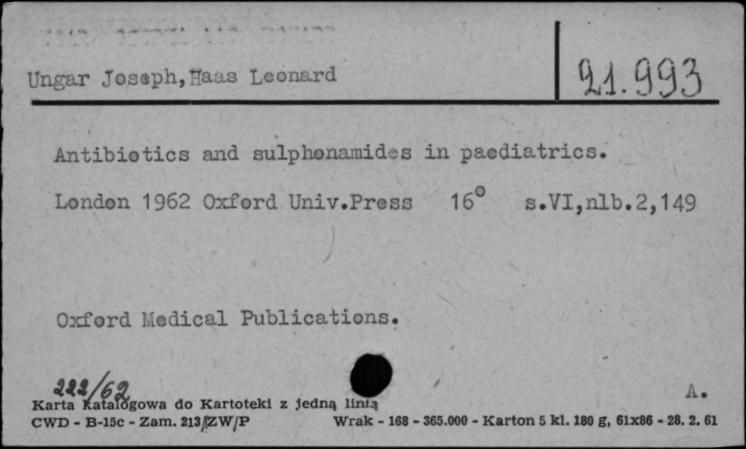 Ungar Joseph,Haas Leonard
21.993
Antibiotics and sulphonamides in paediatrics.
London 1962 Oxford Univ.Press 16° s.VI,nlb.2,149
Oxford Medical Publications.
222/62
A.
Karta katalogowa do Kartoteki z jedną linią
CWD - B-15c - Zam. 213/ZW/P Wrak - 168 - 365.000 - Karton 5 kl. 180 g, 61x86 - 28. 2. 61